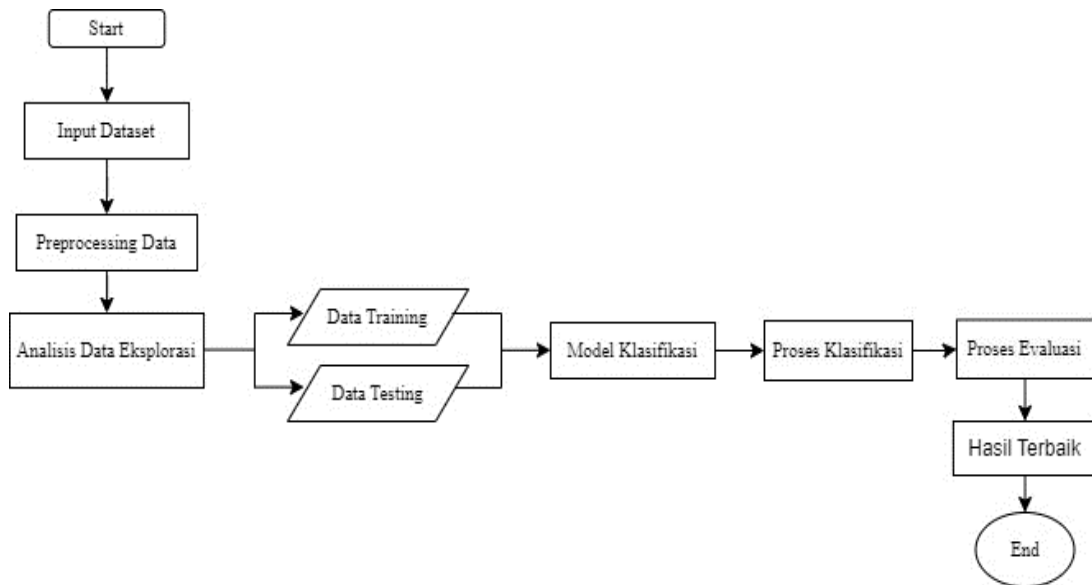 Start
Input Dataset
Preprocessing Data
Analisis Data Eksplorasi
Data Training
Data Testing
Model Klasifikasi
Proses Klasifikasi
Proses Evaluasi
Hasil Terbaik
End